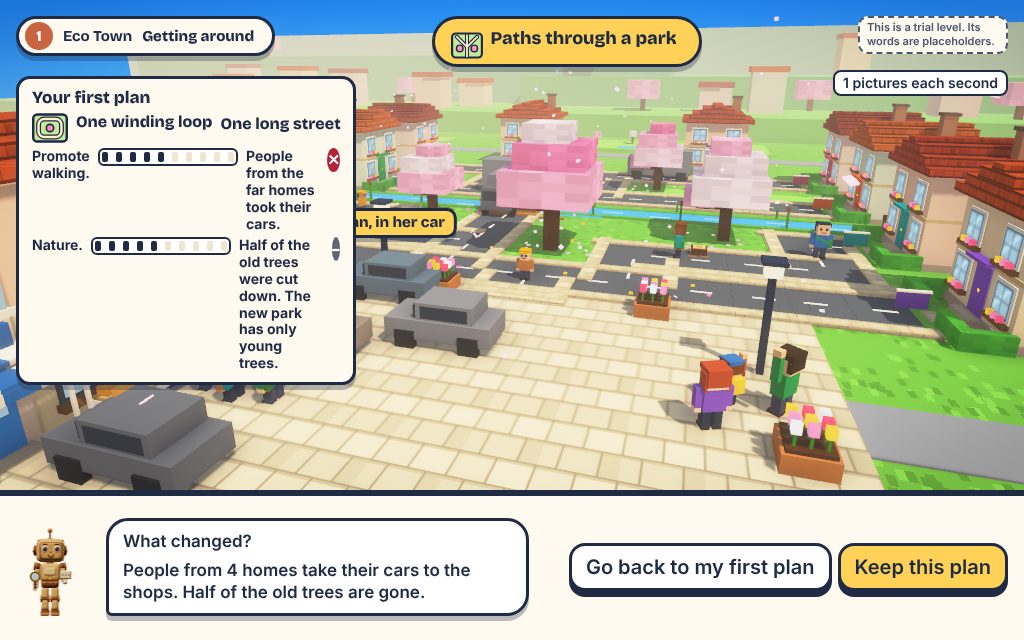 1 Eco Town Getting around
Paths through a park
This is a trial level. Its
words are placeholders.
1 pictures each second
Your first plan
One winding loop One long street
Promote
walking.
People
from the
far homes
took their
cars.
Nature.
Half of the
old trees
were cut
down. The
new park
has only
young
trees.
in her car
What changed?
People from 4 homes take their cars to the
shops. Half of the old trees are gone.
Go back to my first plan
Keep this plan